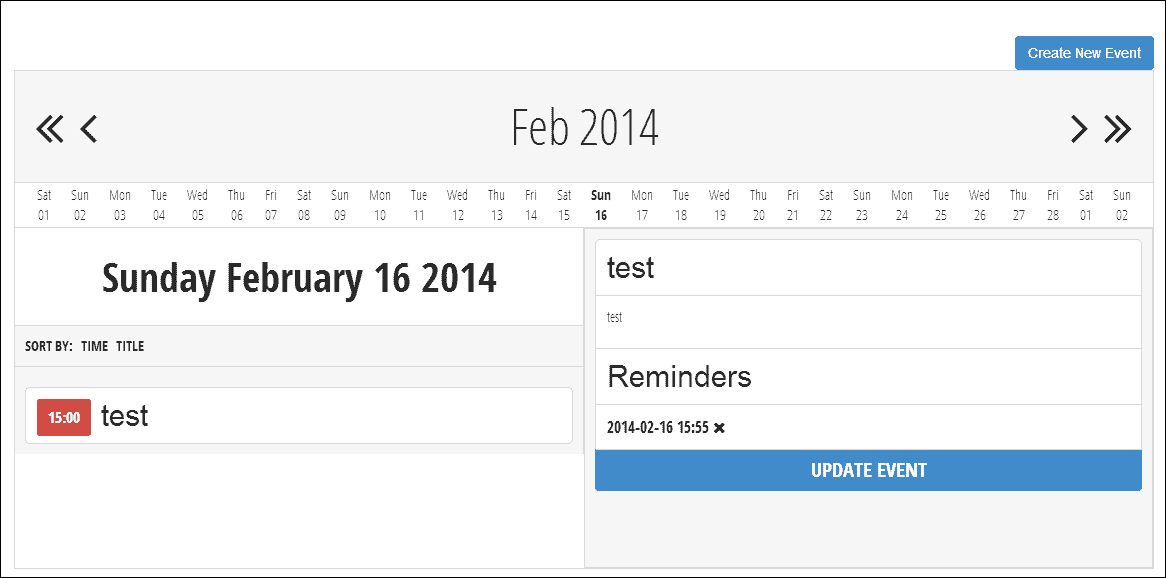 Create New Event
Feb 2014
Sat Sun Mon Tue Wed Thu Fri Sat Sun Mon Tue Wed Thu Fri Sat Sun Mon Tue Wed Thu Fri Sat Sun Mon Tue Wed Thu Fri Sat Sun
01 02 03 04 05 06 07 08 09 10 11 12 13 14 15 16 17 18 19 20 21 22 23 24 25 26 27 28 01 02
Sunday February 16 2014
SORT BY: TIME TITLE
15:00 test
test
test
Reminders
2014-02-16 15:55 ✖
UPDATE EVENT